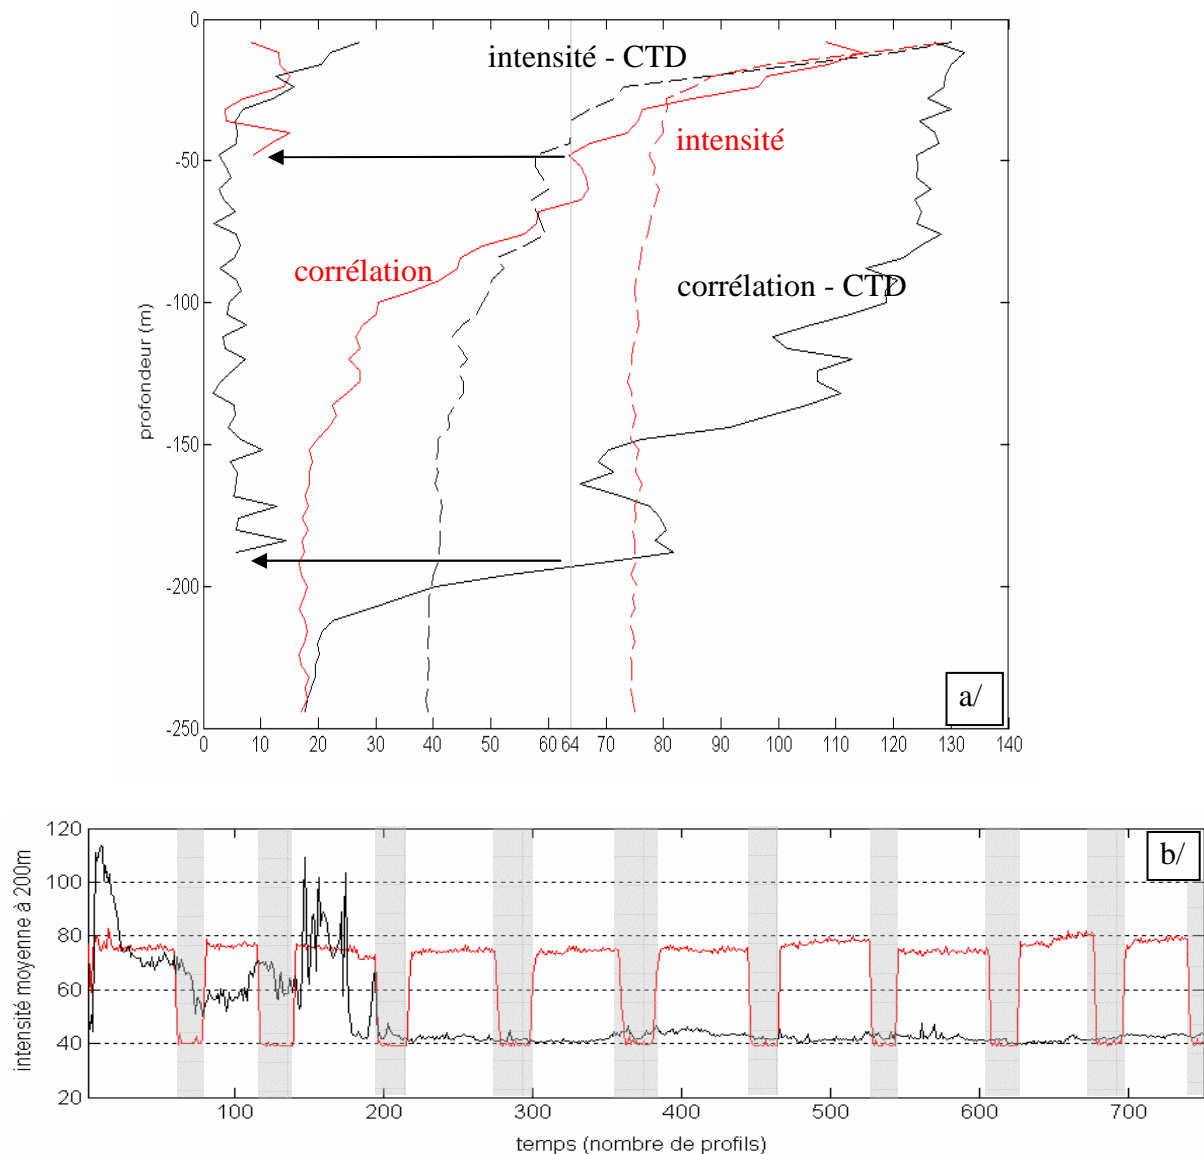 0
intensité - CTD
intensité
-50
corrélation
corrélation - CTD
-100
profondeur (m)
-150
-200
a/
-250
0 10 20 30 40 50 60 64 70 80 90 100 110 120 130 140
120
b/
100
80
60
40
20
intensité moyenne à 200m
100 200 300 400 500 600 700
temps (nombre de profils)